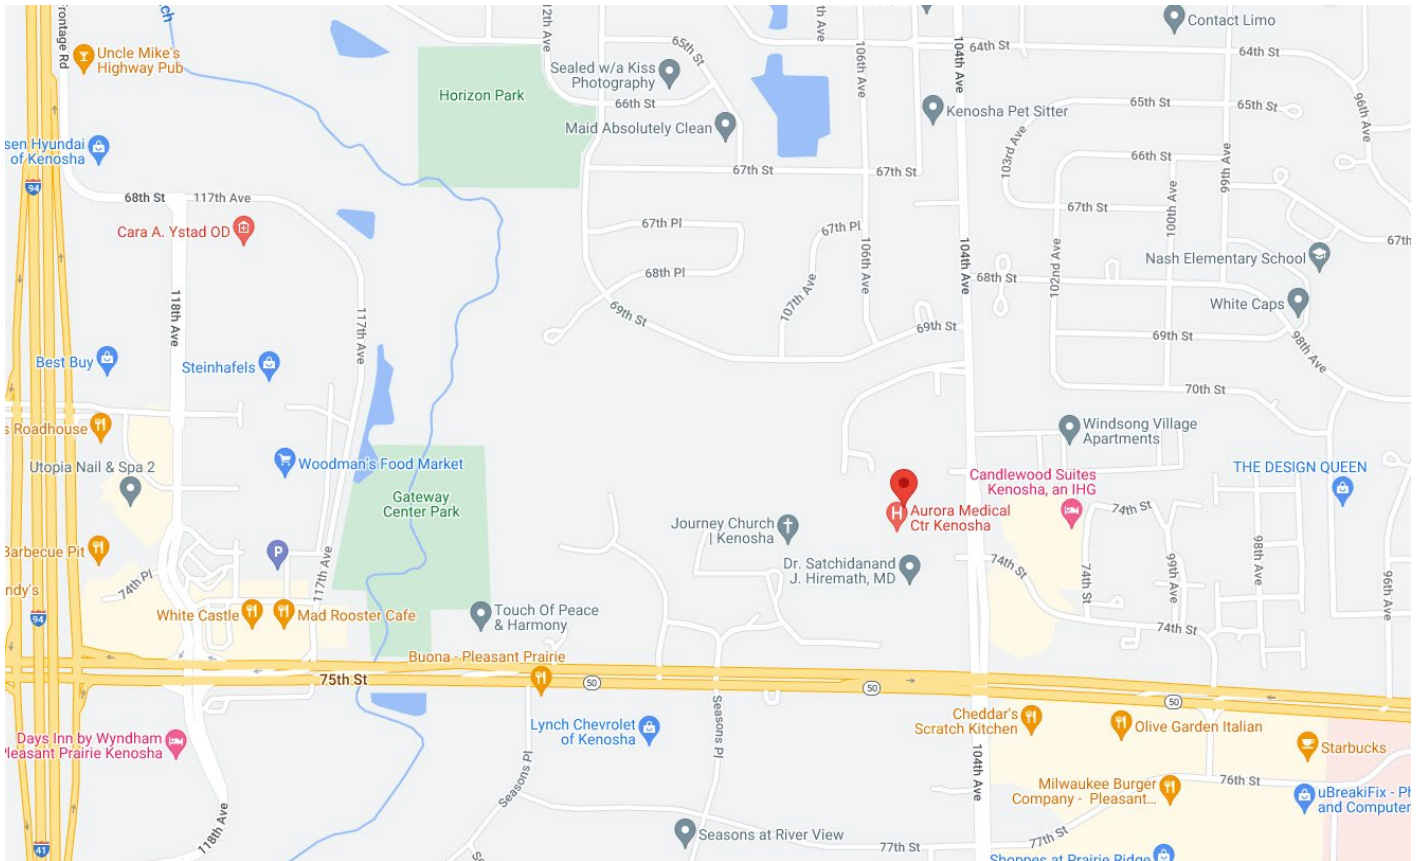 ch
Frontage Rd
Uncle Mike's
Highway Pub
12th Ave
65th St
Sealed w/a Kiss
Photography
th Ave
106th Ave
104th Ave
64th St
Contact Limo
64th St
Horizon Park
66th St
Maid Absolutely Clean
Kenosha Pet Sitter
65th St
65th St
96th Ave
sen Hyundai
of Kenosha
103rd Ave
66th St
99th Ave
94
67th St
67th St
68th St
117th Ave
67th St
100th Ave
Cara A. Ystad OD
67th Pl
67th Pl
106th Ave
104th Ave
102nd Ave
67th
Nash Elementary School
68th Pl
68th St
107th Ave
White Caps
118th Ave
117th Ave
69th St
69th St
69th St
98th Ave
Best Buy
Steinhafels
70th St
s Roadhouse
Windsong Village
Apartments
Utopia Nail & Spa 2
Woodman's Food Market
Candlewood Suites
Kenosha, an IHG
THE DESIGN QUEEN
Gateway
Center Park
H
Aurora Medical
Ctr Kenosha
74th St
Journey Church
| Kenosha
Barbecue Pit
P
117th Ave
Dr. Satchidanand
J. Hiremath, MD
74th St
74th St
99th Ave
98th Ave
96th Ave
ndy's
74th Pl
94
White Castle
Mad Rooster Cafe
Touch Of Peace
& Harmony
74th St
Buona - Pleasant Prairie
75th St
50
50
50
Days Inn by Wyndham
Pleasant Prairie Kenosha
Lynch Chevrolet
of Kenosha
Seasons Pl
Cheddar's
Scratch Kitchen
Olive Garden Italian
Starbucks
Seasons Pl
104th Ave
Milwaukee Burger
Company - Pleasant...
76th St
uBreakiFix - Ph
and Computer
118th Ave
Seasons at River View
77th St
77th St
41
Shoppes at Prairie Ridge